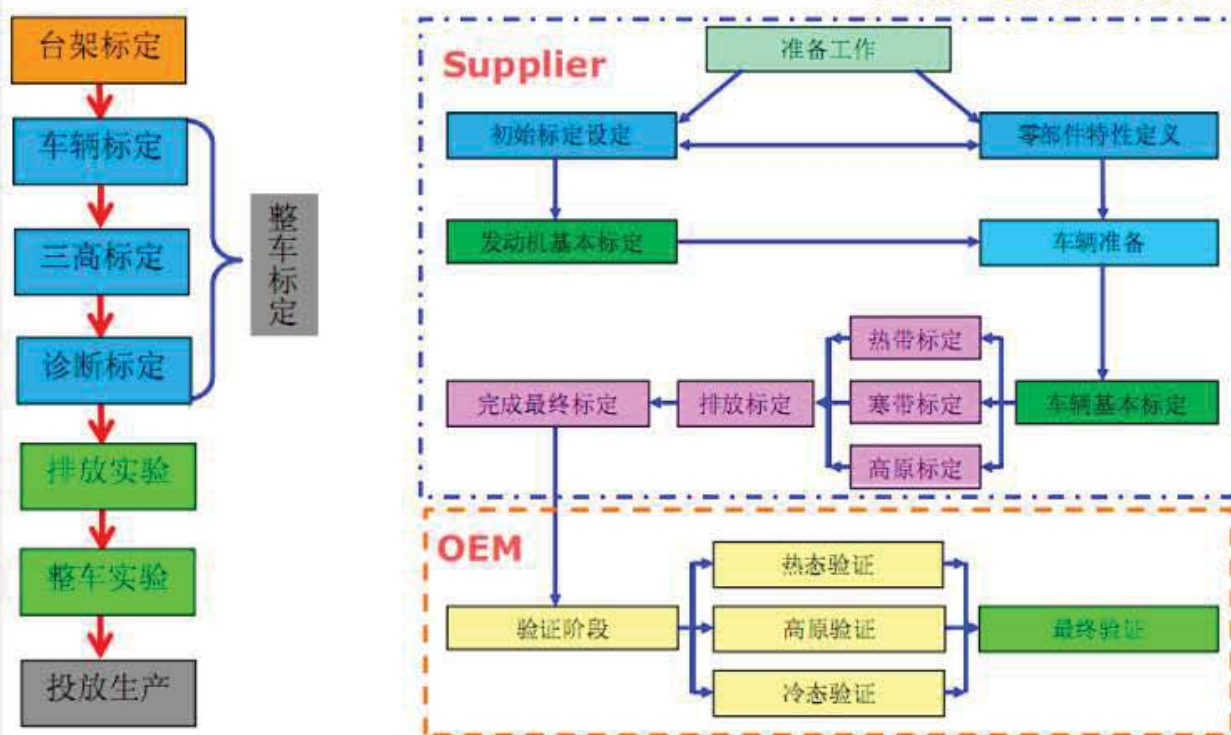 台架标定
车辆标定
三高标定
诊断标定
整车标定
排放实验
整车实验
投放生产
Supplier
准备工作
初始标定设定
零部件特性定义
发动机基本标定
车辆准备
热带标定
完成最终标定
排放标定
寒带标定
车辆基本标定
高原标定
OEM
热态验证
验证阶段
高原验证
最终验证
冷态验证